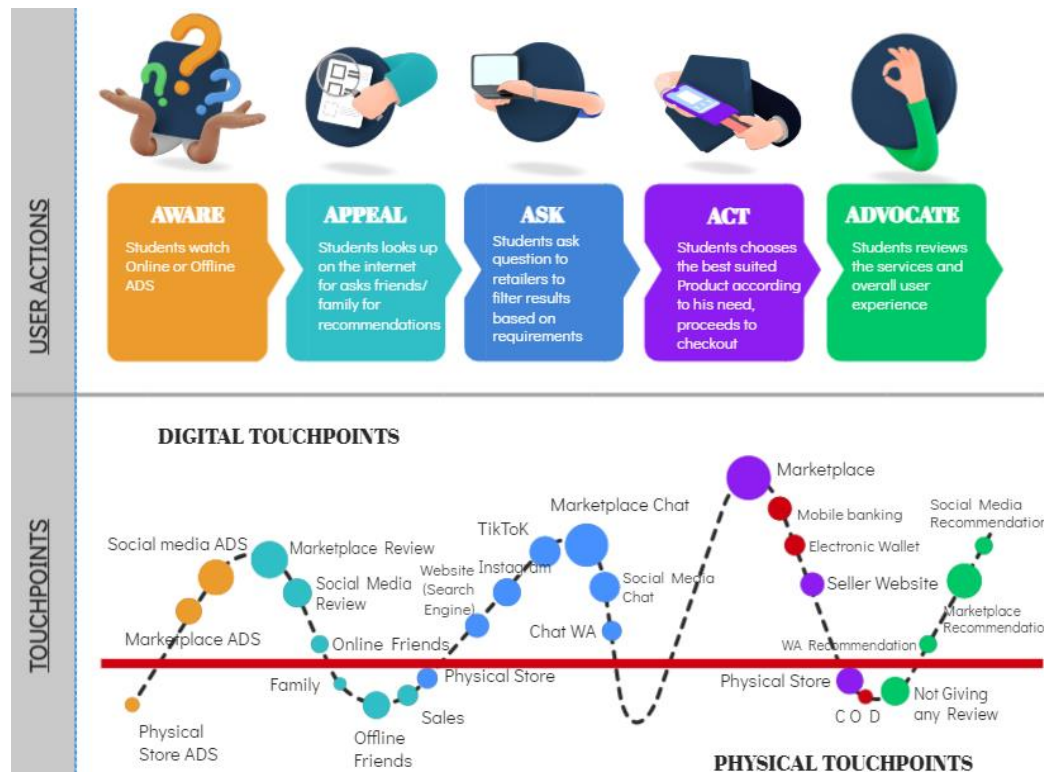 USER ACTIONS
AWARE
Students watch
Online or Offline
ADS
APPEAL
Students looks up
on the internet
for asks friends/
family for
recommendations
ASK
Students ask
question to
retailers to
filter results
based on
requirements
ACT
Students chooses
the best suited
Product according
to his need,
proceeds to
checkout
ADVOCATE
Students reviews
the services and
overall user
experience
TOUCHPOINTS
DIGITAL TOUCHPOINTS
Social media ADS
Marketplace ADS
Physical
Store ADS
Marketplace Review
Social Media
Review
Online Friends
Family
Offline
Friends
Sales
Physical Store
Website
(Search
Engine)
Instagram
TikToK
Marketplace Chat
Social Media
Chat
Chat WA
Marketplace
Mobile banking
Electronic Wallet
Seller Website
Physical Store
C O D
Not Giving
any Review
WA Recommendation
Marketplace
Recommendation
Social Media
Recommendation
PHYSICAL TOUCHPOINTS